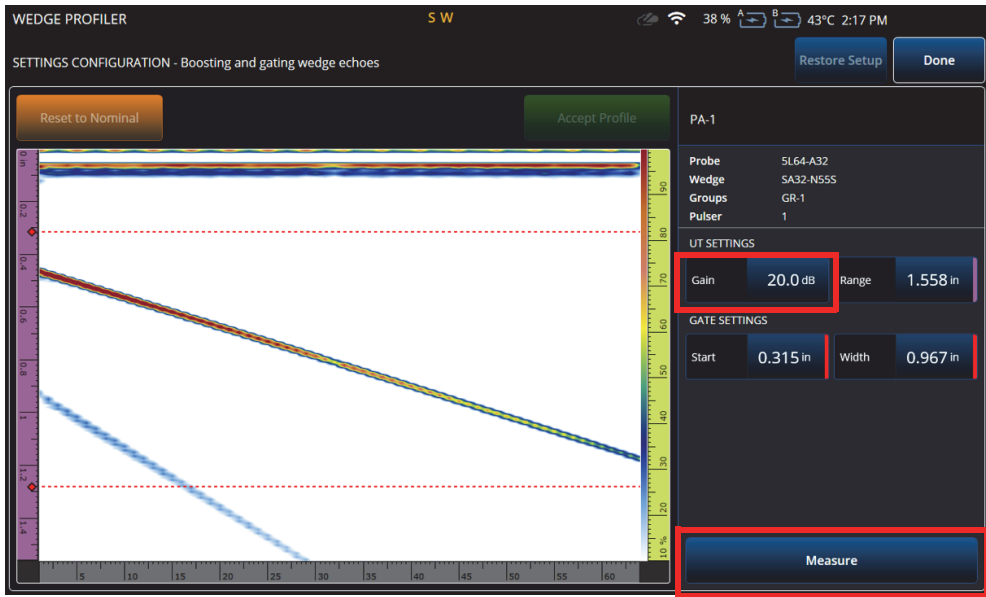 WEDGE PROFILER S W 38 % A B 43°C 2:17 PM
SETTINGS CONFIGURATION - Boosting and gating wedge echoes Restore Setup Done
Reset to Nominal Accept Profile PA-1
Probe 5L64-A32
Wedge SA32-N55S
Groups GR-1
Pulser 1
UT SETTINGS
Gain 20.0 dB Range 1.558 in
GATE SETTINGS
Start 0.315 in Width 0.967 in
Measure
0 in
0.2
0.4
0.6
0.8
1
1.2
1.4
90
80
70
60
50
40
30
20
10 %
5 10 15 20 25 30 35 40 45 50 55 60